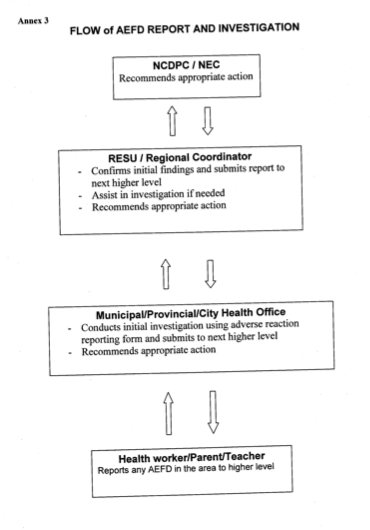 Annex 3
FLOW of AEFD REPORT AND INVESTIGATION
NCDPC / NEC
Recommends appropriate action
RESU / Regional Coordinator
- Confirms initial findings and submits report to
next higher level
- Assist in investigation if needed
- Recommends appropriate action
Municipal/Provincial/City Health Office
- Conducts initial investigation using adverse reaction
reporting form and submits to next higher level
- Recommends appropriate action
Health worker/Parent/Teacher
Reports any AEFD in the area to higher level